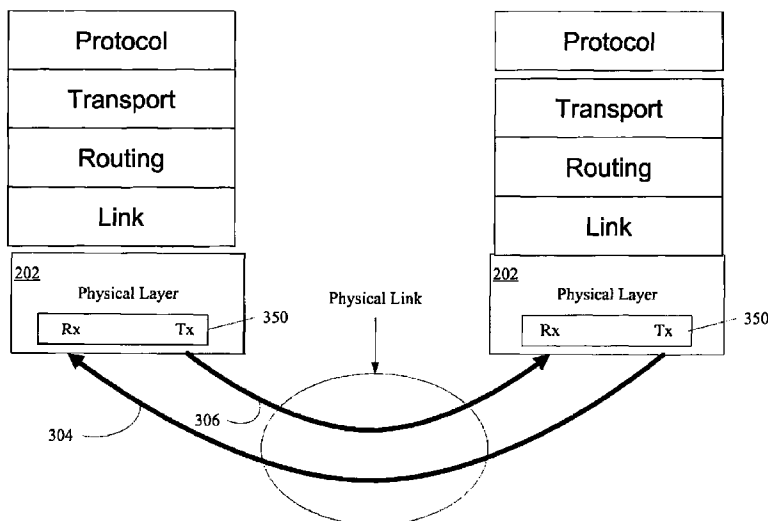 Protocol
Transport
Routing
Link
202
Physical Layer
Rx Tx
350
Protocol
Transport
Routing
Link
202
Physical Layer
Rx Tx
350
Physical Link
306
304